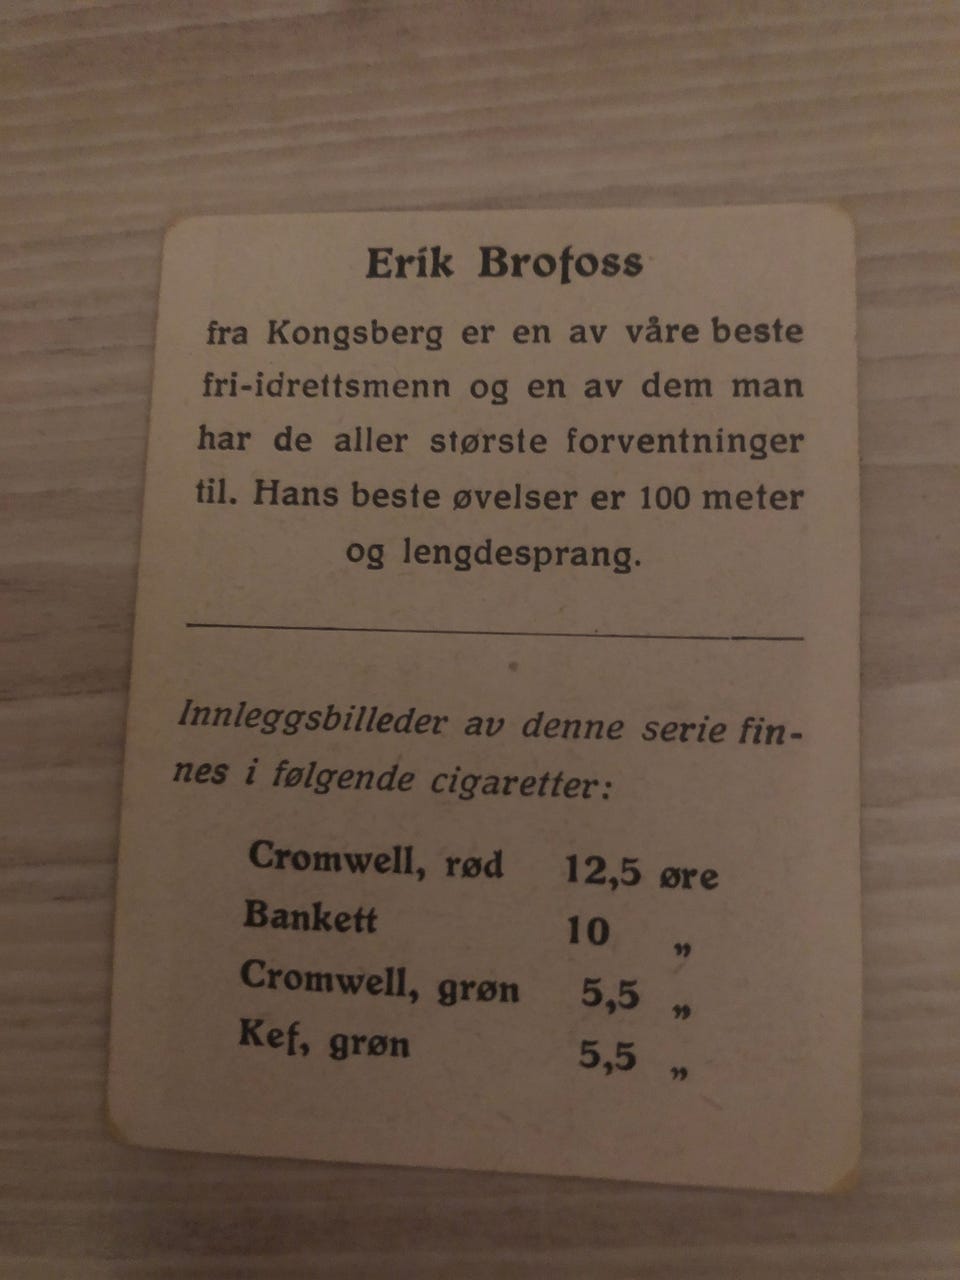 Erik Brofoss
fra Kongsberg er en av våre beste
fri-idrettsmenn og en av dem man
har de aller største forventninger
til. Hans beste øvelser er 100 meter
og lengdesprang.
Innleggsbilleder av denne serie fin-
nes i følgende cigaretter:
Cromwell, rød 12,5 øre
Bankett 10 „
Cromwell, grøn 5,5 „
Kef, grøn 5,5 „